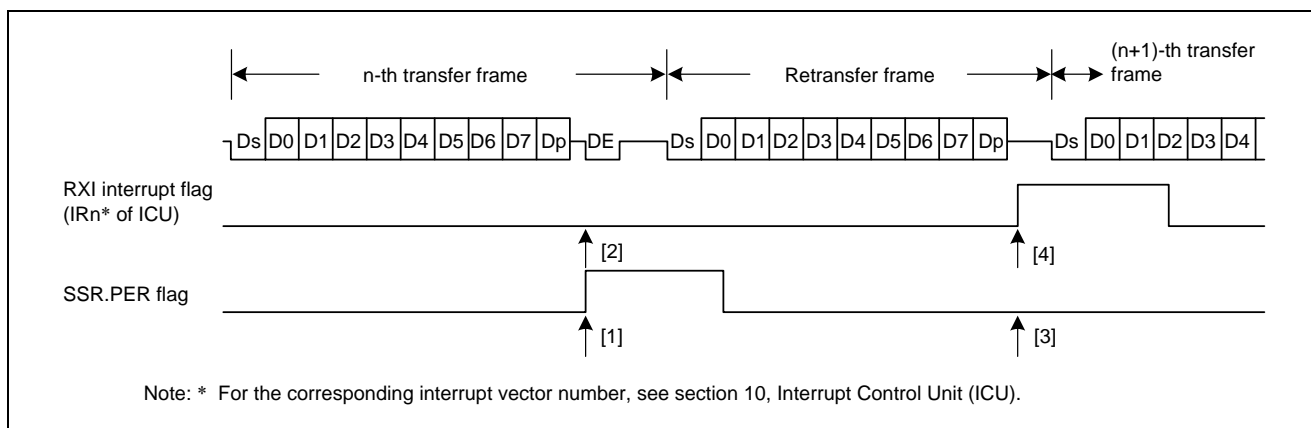 n-th transfer frame
Retransfer frame
(n+1)-th transfer
frame
Ds D0 D1 D2 D3 D4 D5 D6 D7 Dp DE Ds D0 D1 D2 D3 D4 D5 D6 D7 Dp Ds D0 D1 D2 D3 D4
RXI interrupt flag
(IRn* of ICU)
[2]
[4]
SSR.PER flag
[1]
[3]
Note: * For the corresponding interrupt vector number, see section 10, Interrupt Control Unit (ICU).